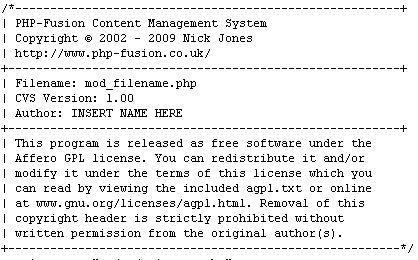 /*-------------------------------------------------------+
| PHP-Fusion Content Management System
| Copyright © 2002 - 2009 Nick Jones
| http://www.php-fusion.co.uk/
+--------------------------------------------------------+
| Filename: mod_filename.php
| CVS Version: 1.00
| Author: INSERT NAME HERE
+--------------------------------------------------------+
| This program is released as free software under the
| Affero GPL license. You can redistribute it and/or
| modify it under the terms of this license which you
| can read by viewing the included agpl.txt or online
| at www.gnu.org/licenses/agpl.html. Removal of this
| copyright header is strictly prohibited without
| written permission from the original author(s).
+--------------------------------------------------------*/